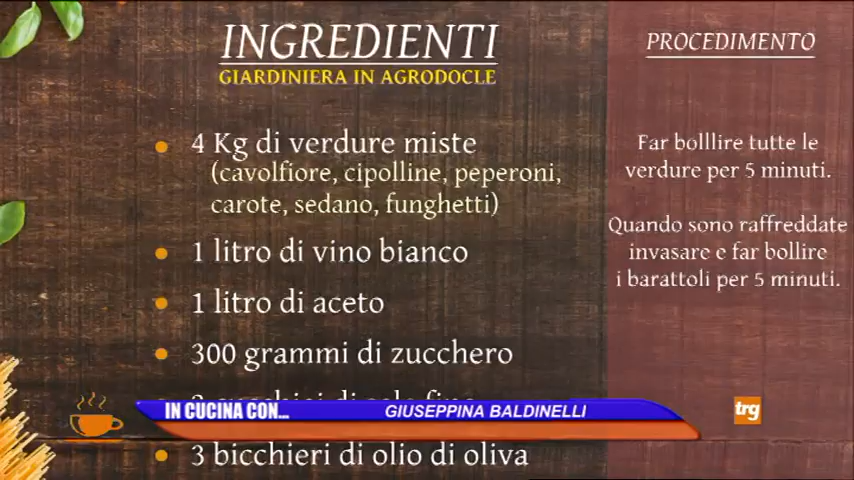 INGREDIENTI
GIARDINIERA IN AGRODOCLE
4 Kg di verdure miste
(cavolfiore, cipolline, peperoni,
carote, sedano, funghetti)
1 litro di vino bianco
1 litro di aceto
300 grammi di zucchero
3 bicchieri di olio di oliva
PROCEDIMENTO
Far bolllire tutte le
verdure per 5 minuti.
Quando sono raffreddate
invasare e far bollire
i barattoli per 5 minuti.
IN CUCINA CON... GIUSEPPINA BALDINELLI
trg